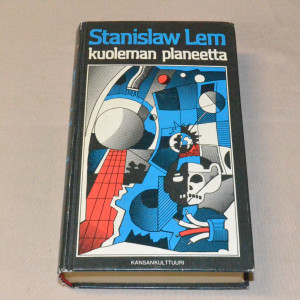 Stanislaw Lem
kuoleman planeetta
KANSANKULTTUURI